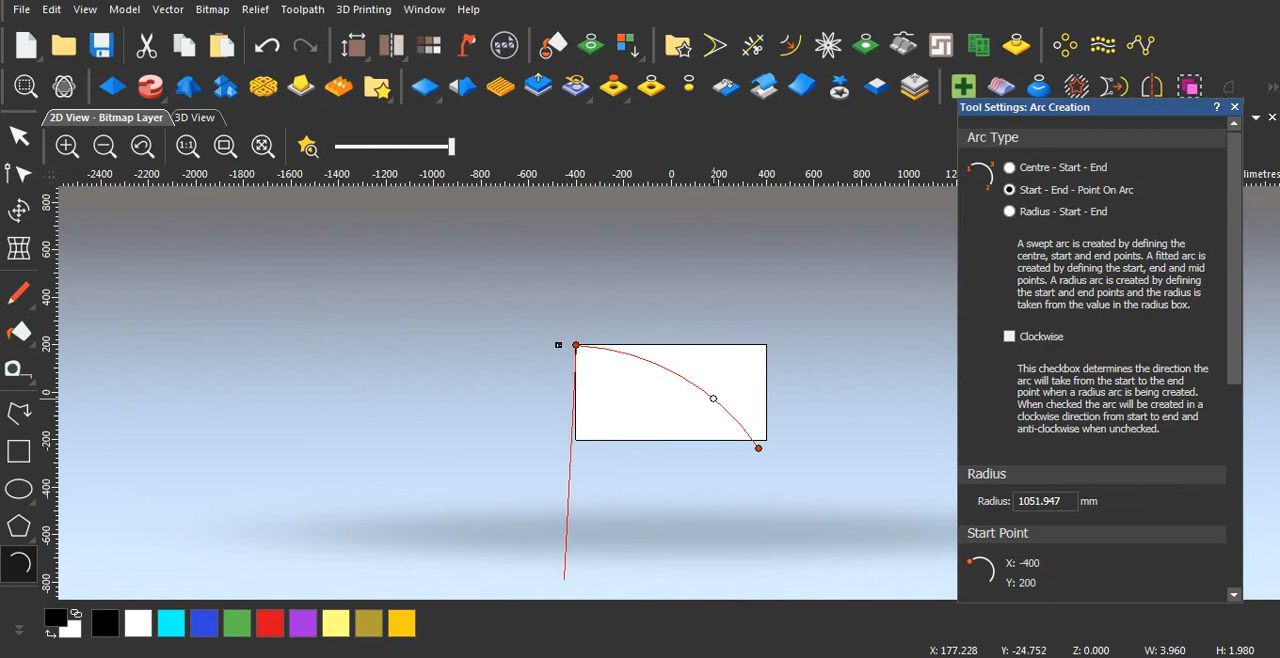 File Edit View Model Vector Bitmap Relief Toolpath 3D Printing Window Help
2D View - Bitmap Layer 3D View
Tool Settings: Arc Creation ?
1:1
-2400 -2200 -2000 -1800 -1600 -1400 -1200 -1000 -800 -600 -400 -200 0 200 400 600 800 1000
limetres
800
600
400
200
0
-200
-400
-600
-800
Arc Type
1 3
2
Centre - Start - End
Start - End - Point On Arc
Radius - Start - End
A swept arc is created by defining the
centre, start and end points. A fitted arc is
created by defining the start, end and mid
points. A radius arc is created by defining
the start and end points and the radius is
taken from the value in the radius box.
Clockwise
This checkbox determines the direction the
arc will take from the start to the end
point when a radius arc is being created.
When checked the arc will be created in a
clockwise direction from start to end and
anti-clockwise when unchecked.
Radius
Radius: 1051.947 mm
Start Point
X: -400
Y: 200
X: 177.228 Y: -24.752 Z: 0.000 W: 3.960 H: 1.980